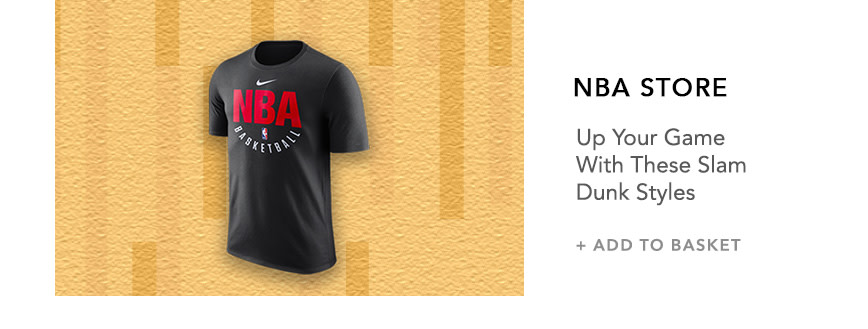 NBA
BASKETBALL
NBA STORE
Up Your Game
With These Slam
Dunk Styles
+ ADD TO BASKET